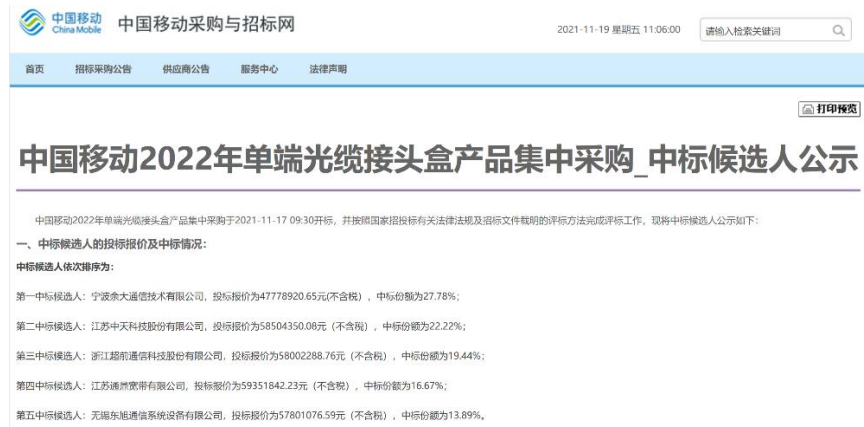 中国移动
China Mobile
中国移动采购与招标网
2021-11-19 星期五 11:06:00
请输入检索关键词
首页 招标采购公告 供应商公告 服务中心 法律声明
打印预览
中国移动2022年单端光缆接头盒产品集中采购_中标候选人公示
中国移动2022年单端光缆接头盒产品集中采购于2021-11-17 09:30开标，并按照国家招投标有关法律法规及招标文件载明的评标方法完成评标工作，现将中标候选人公示如下：
一、中标候选人的投标报价及中标情况：
中标候选人依次排序为：
第一中标候选人：宁波余大通信技术有限公司，投标报价为47778920.65元(不含税），中标份额为27.78%；
第二中标候选人：江苏中天科技股份有限公司，投标报价为58504350.08元（不含税），中标份额为22.22%；
第三中标候选人：浙江超前通信科技股份有限公司，投标报价为58002288.76元（不含税），中标份额为19.44%；
第四中标候选人：江苏通鼎宽带有限公司，投标报价为59351842.23元（不含税），中标份额为16.67%；
第五中标候选人：无锡东旭通信系统设备有限公司，投标报价为57801076.59元（不含税），中标份额为13.89%。